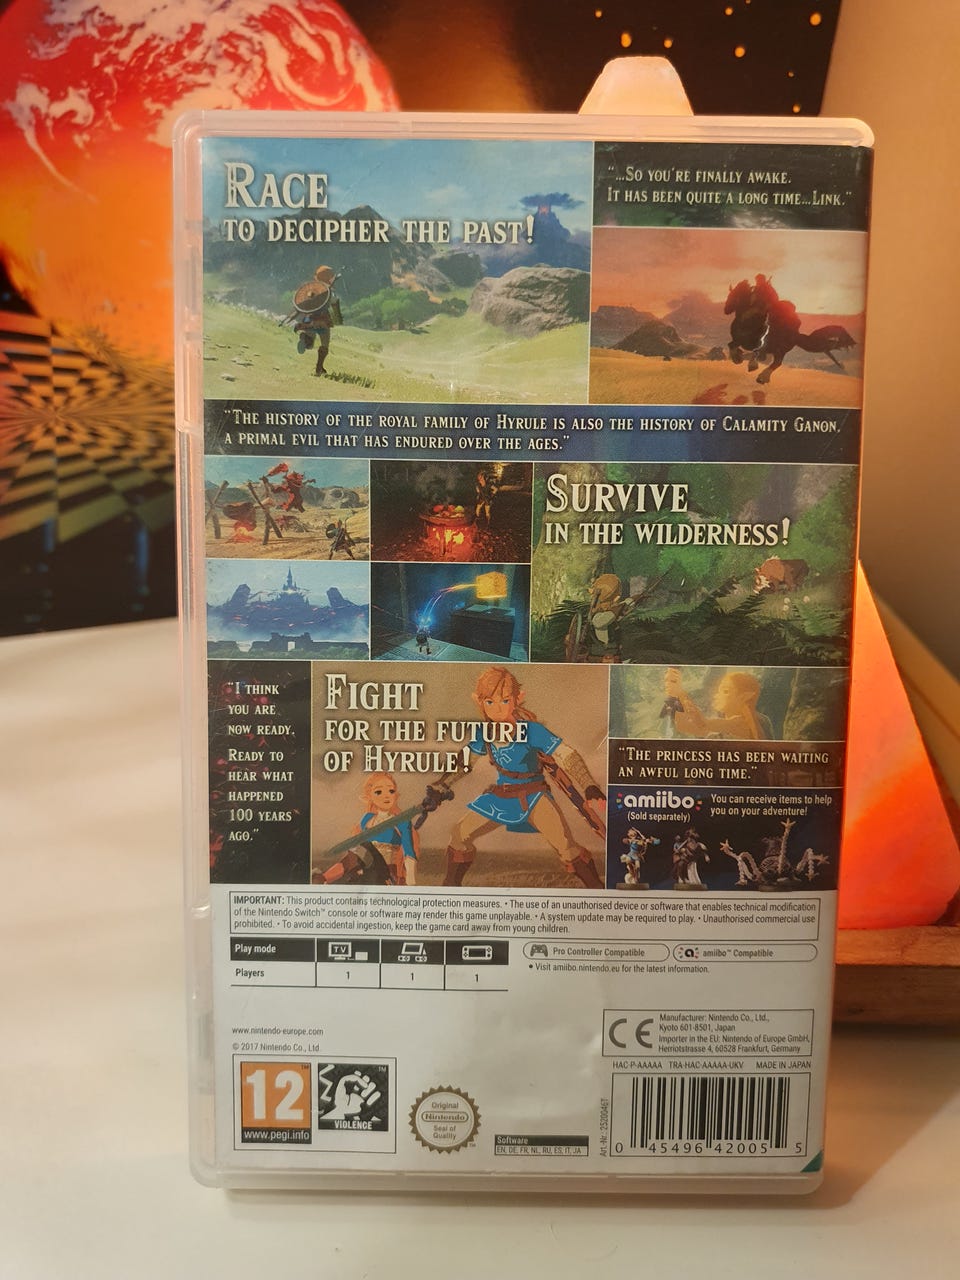 RACE
TO DECIPHER THE PAST!
"...SO YOU'RE FINALLY AWAKE.
IT HAS BEEN QUITE A LONG TIME...LINK."
"THE HISTORY OF THE ROYAL FAMILY OF HYRULE IS ALSO THE HISTORY OF CALAMITY GANON,
A PRIMAL EVIL THAT HAS ENDURED OVER THE AGES."
SURVIVE
IN THE WILDERNESS!
"I THINK
YOU ARE
NOW READY.
READY TO
HEAR WHAT
HAPPENED
100 YEARS
AGO."
FIGHT
FOR THE FUTURE
OF HYRULE!
"THE PRINCESS HAS BEEN WAITING
AN AWFUL LONG TIME."
amiibo
(Sold separately)
You can receive items to help
you on your adventure!
IMPORTANT: This product contains technological protection measures. • The use of an unauthorised device or software that enables technical modification
of the Nintendo Switch™ console or software may render this game unplayable. • A system update may be required to play. • Unauthorised commercial use
prohibited. • To avoid accidental ingestion, keep the game card away from young children.
Play mode TV
Players 1 1 1
Pro Controller Compatible
amiibo™ Compatible
• Visit amiibo.nintendo.eu for the latest information.
www.nintendo-europe.com
© 2017 Nintendo Co., Ltd.
CE
Manufacturer: Nintendo Co., Ltd.,
Kyoto 601-8501, Japan
Importer in the EU: Nintendo of Europe GmbH,
Herriotstrasse 4, 60528 Frankfurt, Germany
HAC-P-AAAAA TRA-HAC-AAAAA-UKV MADE IN JAPAN
12
www.pegi.info
VIOLENCE
Original
Nintendo
Seal of
Quality
Software
EN, DE, FR, NL, RU, ES, IT, JA
Art.-Nr. 2520046T
0 45496 42005 5